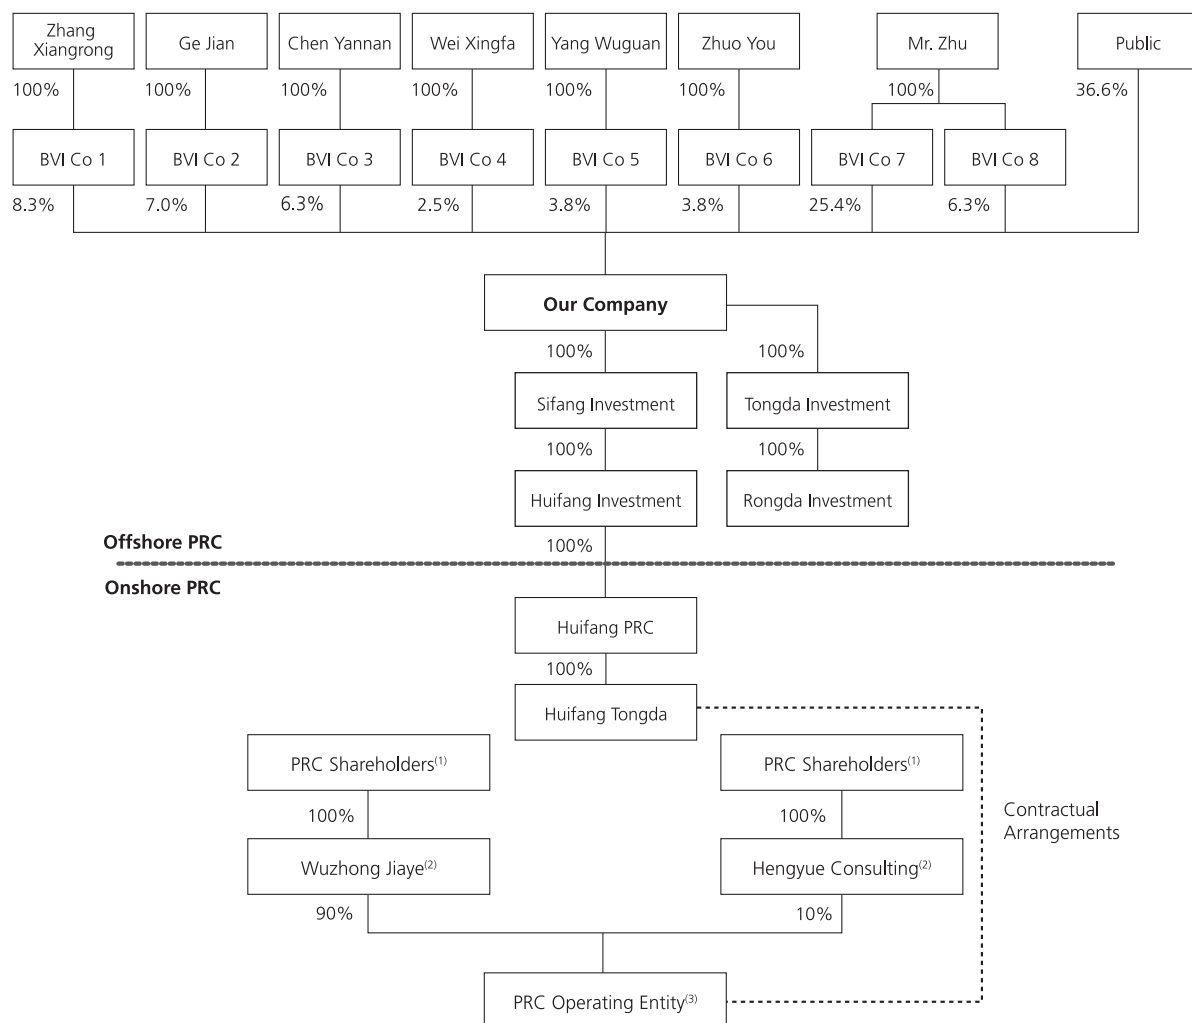 Zhang
Xiangrong
Ge Jian
Chen Yannan
Wei Xingfa
Yang Wuguan
Zhuo You
Mr. Zhu
Public
100%
100%
100%
100%
100%
100%
100%
36.6%
BVI Co 1
BVI Co 2
BVI Co 3
BVI Co 4
BVI Co 5
BVI Co 6
BVI Co 7
BVI Co 8
8.3%
7.0%
6.3%
2.5%
3.8%
3.8%
25.4%
6.3%
Our Company
100%
100%
Sifang Investment
Tongda Investment
100%
100%
Huifang Investment
Rongda Investment
Offshore PRC
100%
Onshore PRC
Huifang PRC
100%
Huifang Tongda
PRC Shareholders(1)
PRC Shareholders(1)
100%
100%
Contractual
Arrangements
Wuzhong Jiaye(2)
Hengyue Consulting(2)
90%
10%
PRC Operating Entity(3)